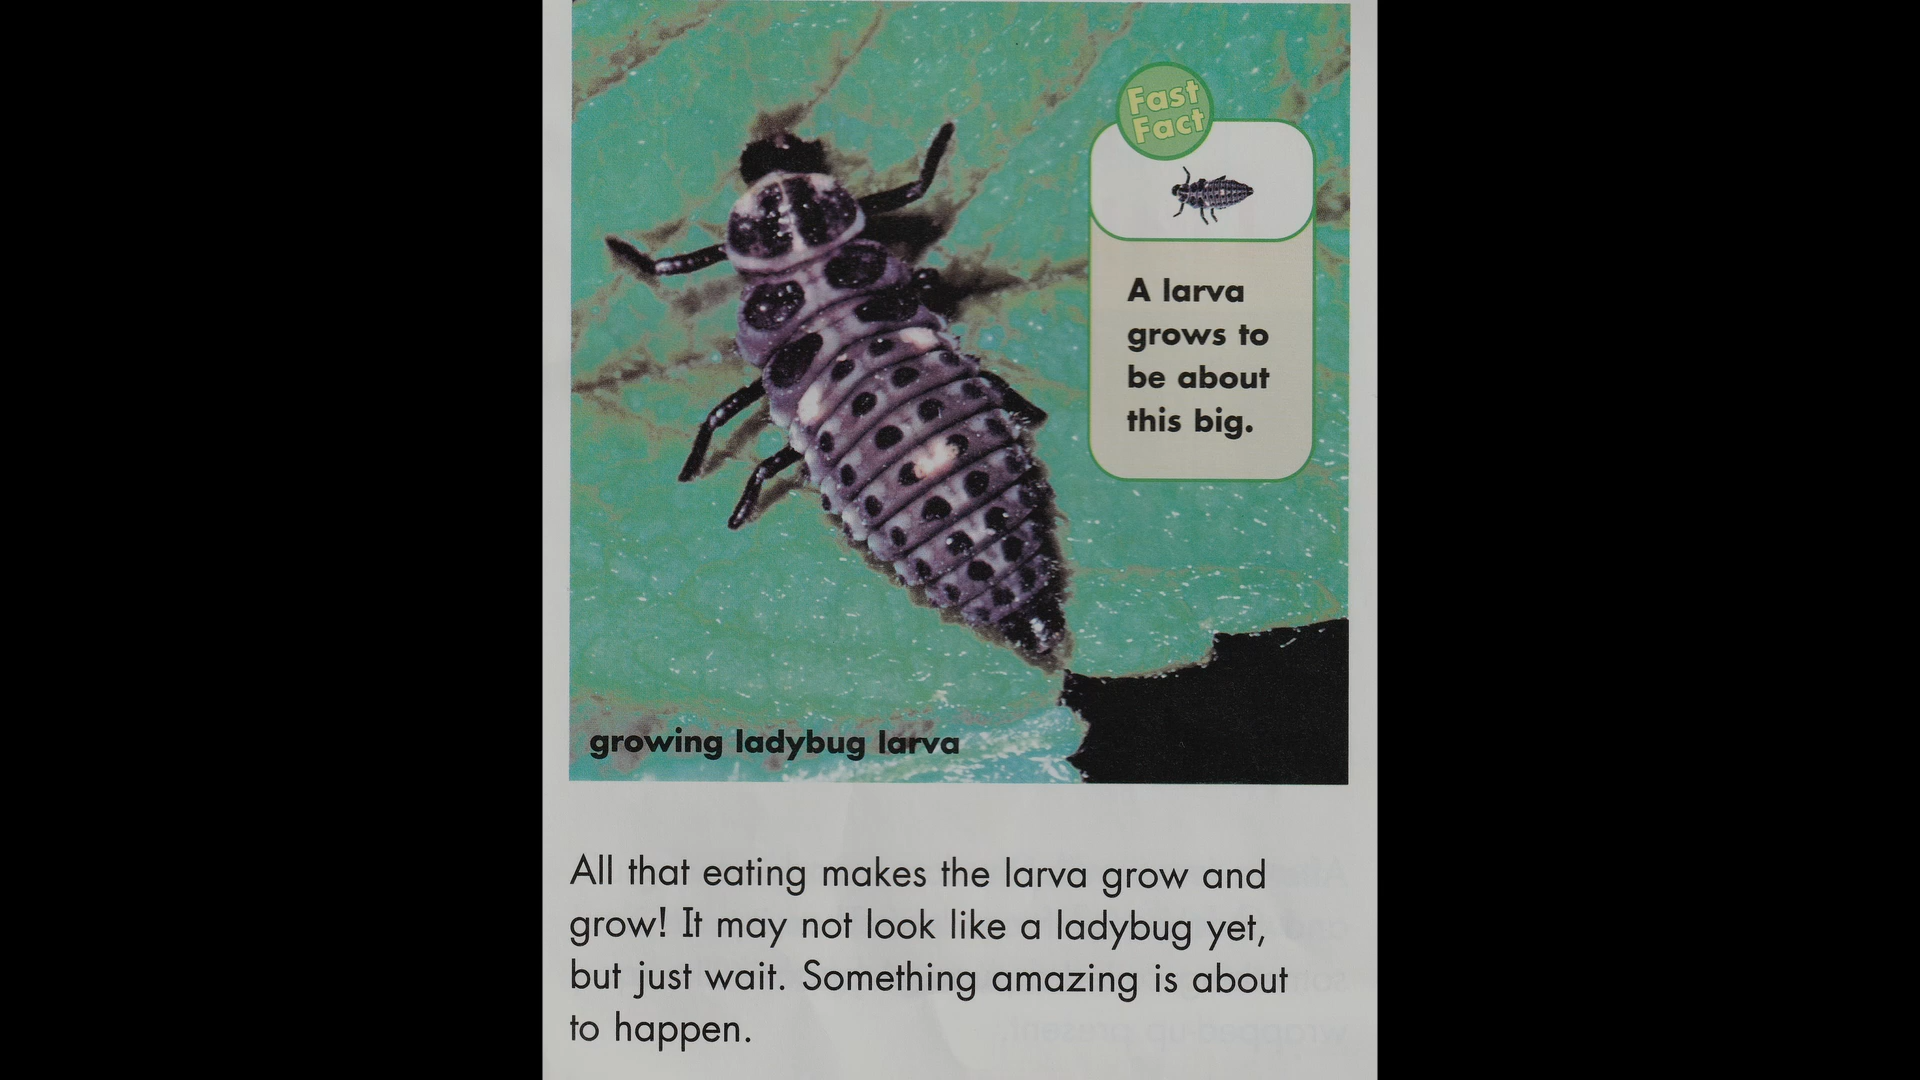 Fast
Fact
A larva
grows to
be about
this big.
growing ladybug larva
All that eating makes the larva grow and
grow! It may not look like a ladybug yet,
but just wait. Something amazing is about
to happen.